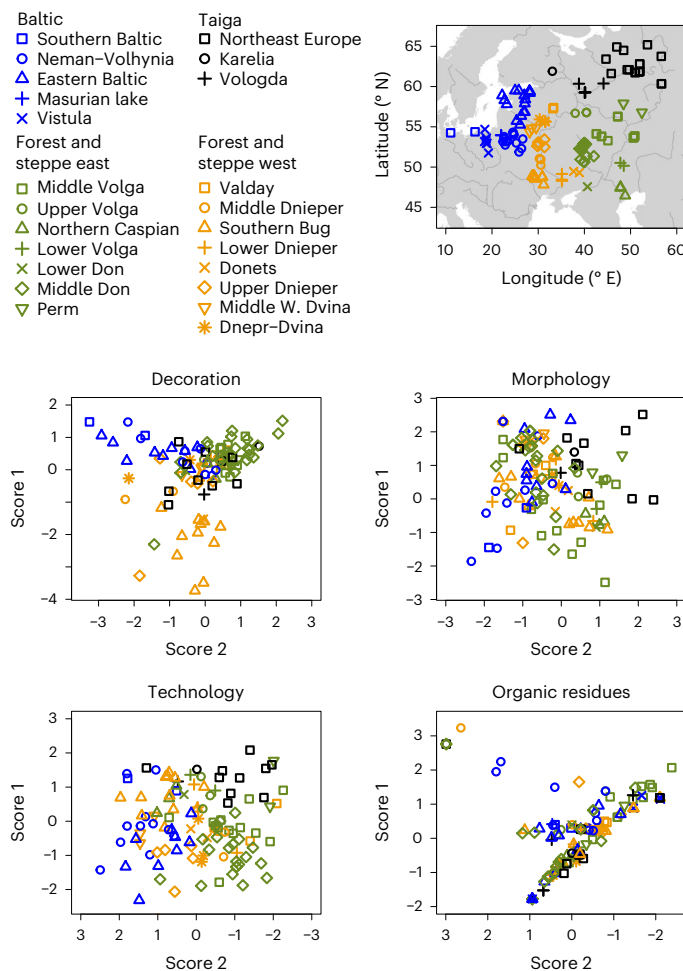 Baltic
Southern Baltic
Neman–Volhynia
Eastern Baltic
Masurian lake
Vistula
Taiga
Northeast Europe
Karelia
Vologda
Forest and
steppe east
Middle Volga
Upper Volga
Northern Caspian
Lower Volga
Lower Don
Middle Don
Perm
Forest and
steppe west
Valday
Middle Dnieper
Southern Bug
Lower Dnieper
Donets
Upper Dnieper
Middle W. Dvina
Dnepr–Dvina
Latitude (° N)
65
60
55
50
45
10 20 30 40 50 60
Longitude (° E)
Decoration
Score 1
2
1
0
–2
–4
–3 –2 –1 0 1 2 3
Score 2
Morphology
Score 1
3
2
1
0
–1
–2
–3
–3 –2 –1 0 1 2 3
Score 2
Technology
Score 1
2
1
0
–1
–2
3 2 1 0 –1 –2 –3
Score 2
Organic residues
Score 1
3
2
1
0
–1
–2
3 2 1 0 –1 –2
Score 2